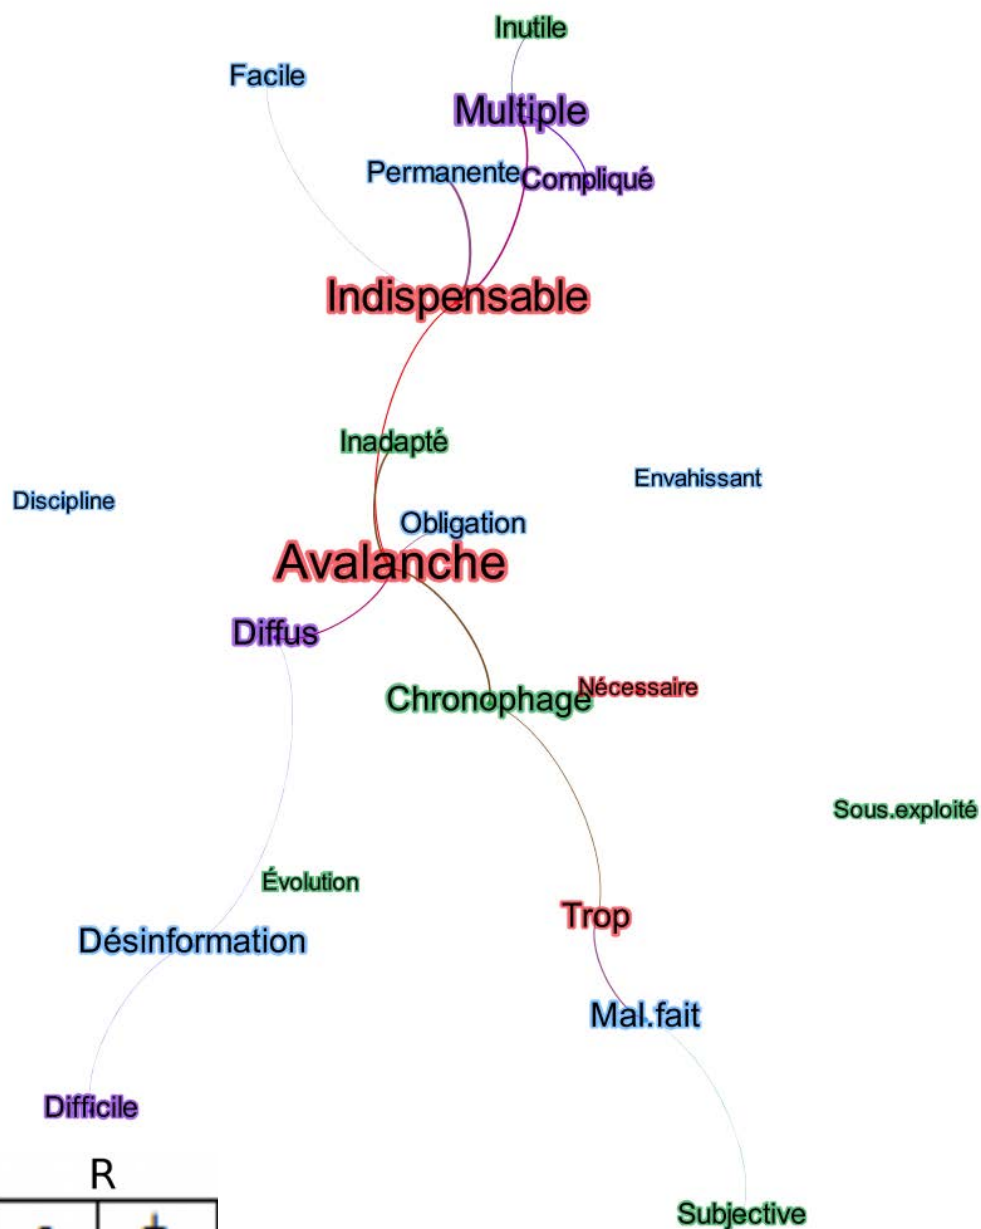 Inutile
Facile
Multiple
Permanente
Compliqué
Indispensable
Inadapté
Envahissant
Discipline
Obligation
Avalanche
Diffus
Nécessaire
Chronophage
Sous.exploité
Évolution
Trop
Désinformation
Mal.fait
Difficile
R
- +
Subjective